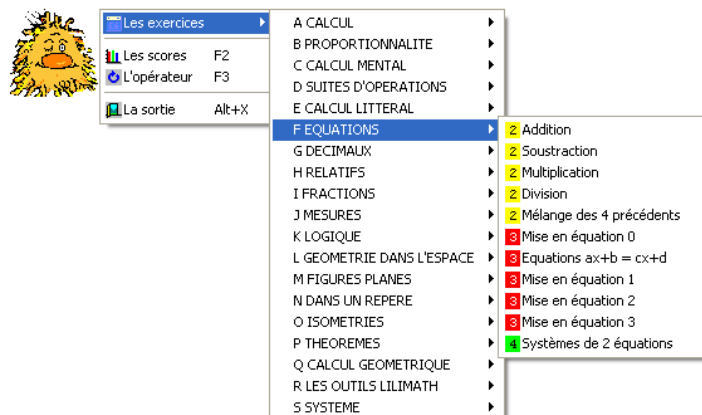 Les exercices
Les scores F2
L'opérateur F3
La sortie Alt+X
A CALCUL
B PROPORTIONNALITE
C CALCUL MENTAL
D SUITES D'OPERATIONS
E CALCUL LITTERAL
F EQUATIONS
G DECIMAUX
H RELATIFS
I FRACTIONS
J MESURES
K LOGIQUE
L GEOMETRIE DANS L'ESPACE
M FIGURES PLANES
N DANS UN REPERE
O ISOMETRIES
P THEOREMES
Q CALCUL GEOMETRIQUE
R LES OUTILS LILIMATH
S SYSTEME
2 Addition
2 Soustraction
2 Multiplication
2 Division
2 Mélange des 4 précédents
3 Mise en équation 0
3 Equations ax+b = cx+d
3 Mise en équation 1
3 Mise en équation 2
3 Mise en équation 3
4 Systèmes de 2 équations